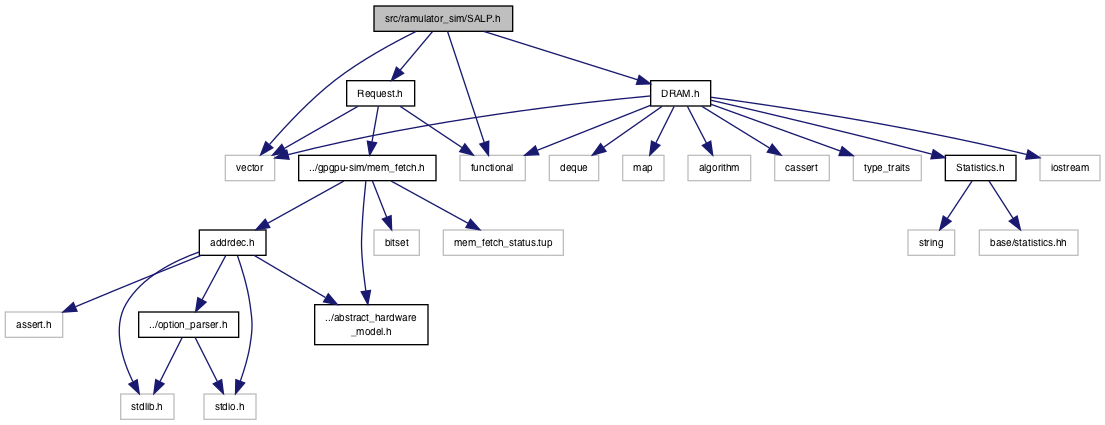 src/ramulator_sim/SALP.h
Request.h
DRAM.h
vector
../gpgpu-sim/mem_fetch.h
functional
deque
map
algorithm
cassert
type_traits
Statistics.h
iostream
addrdec.h
bitset
mem_fetch_status.tup
string
base/statistics.hh
assert.h
../option_parser.h
../abstract_hardware
_model.h
stdlib.h
stdio.h